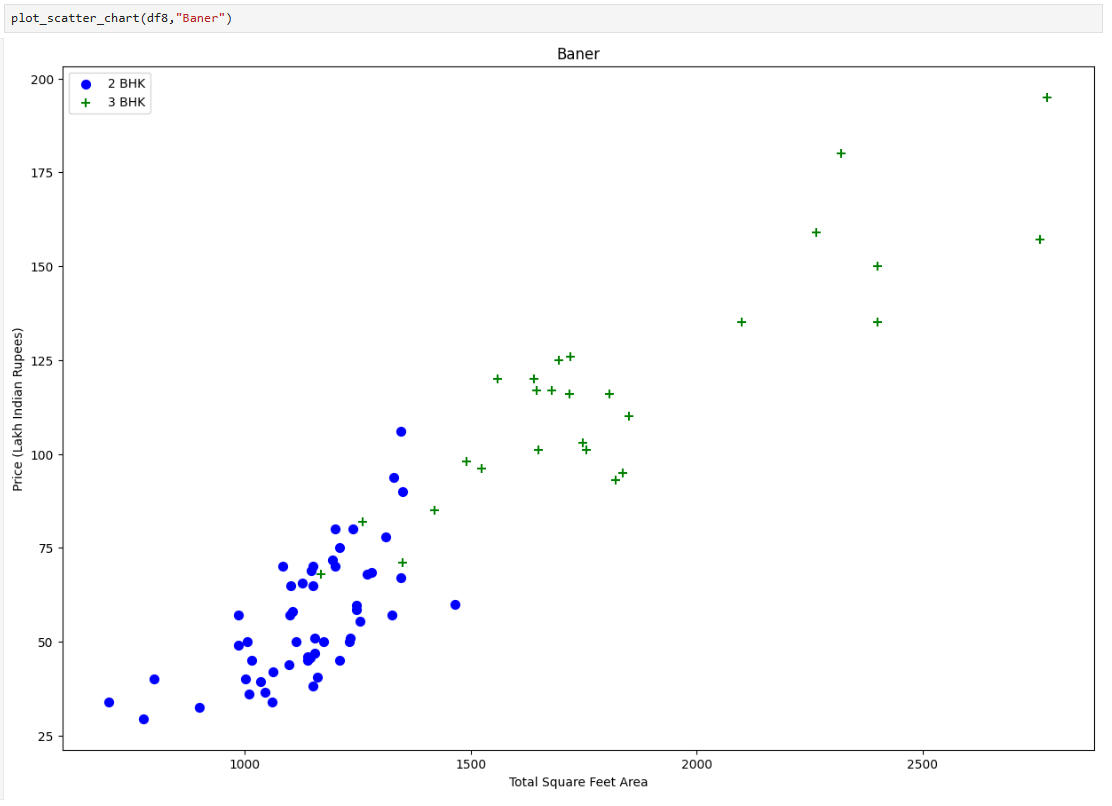 plot_scatter_chart(df8,"Baner")
Baner
2 BHK
3 BHK
Price (Lakh Indian Rupees)
200
175
150
125
100
75
50
25
1000 1500 2000 2500
Total Square Feet Area